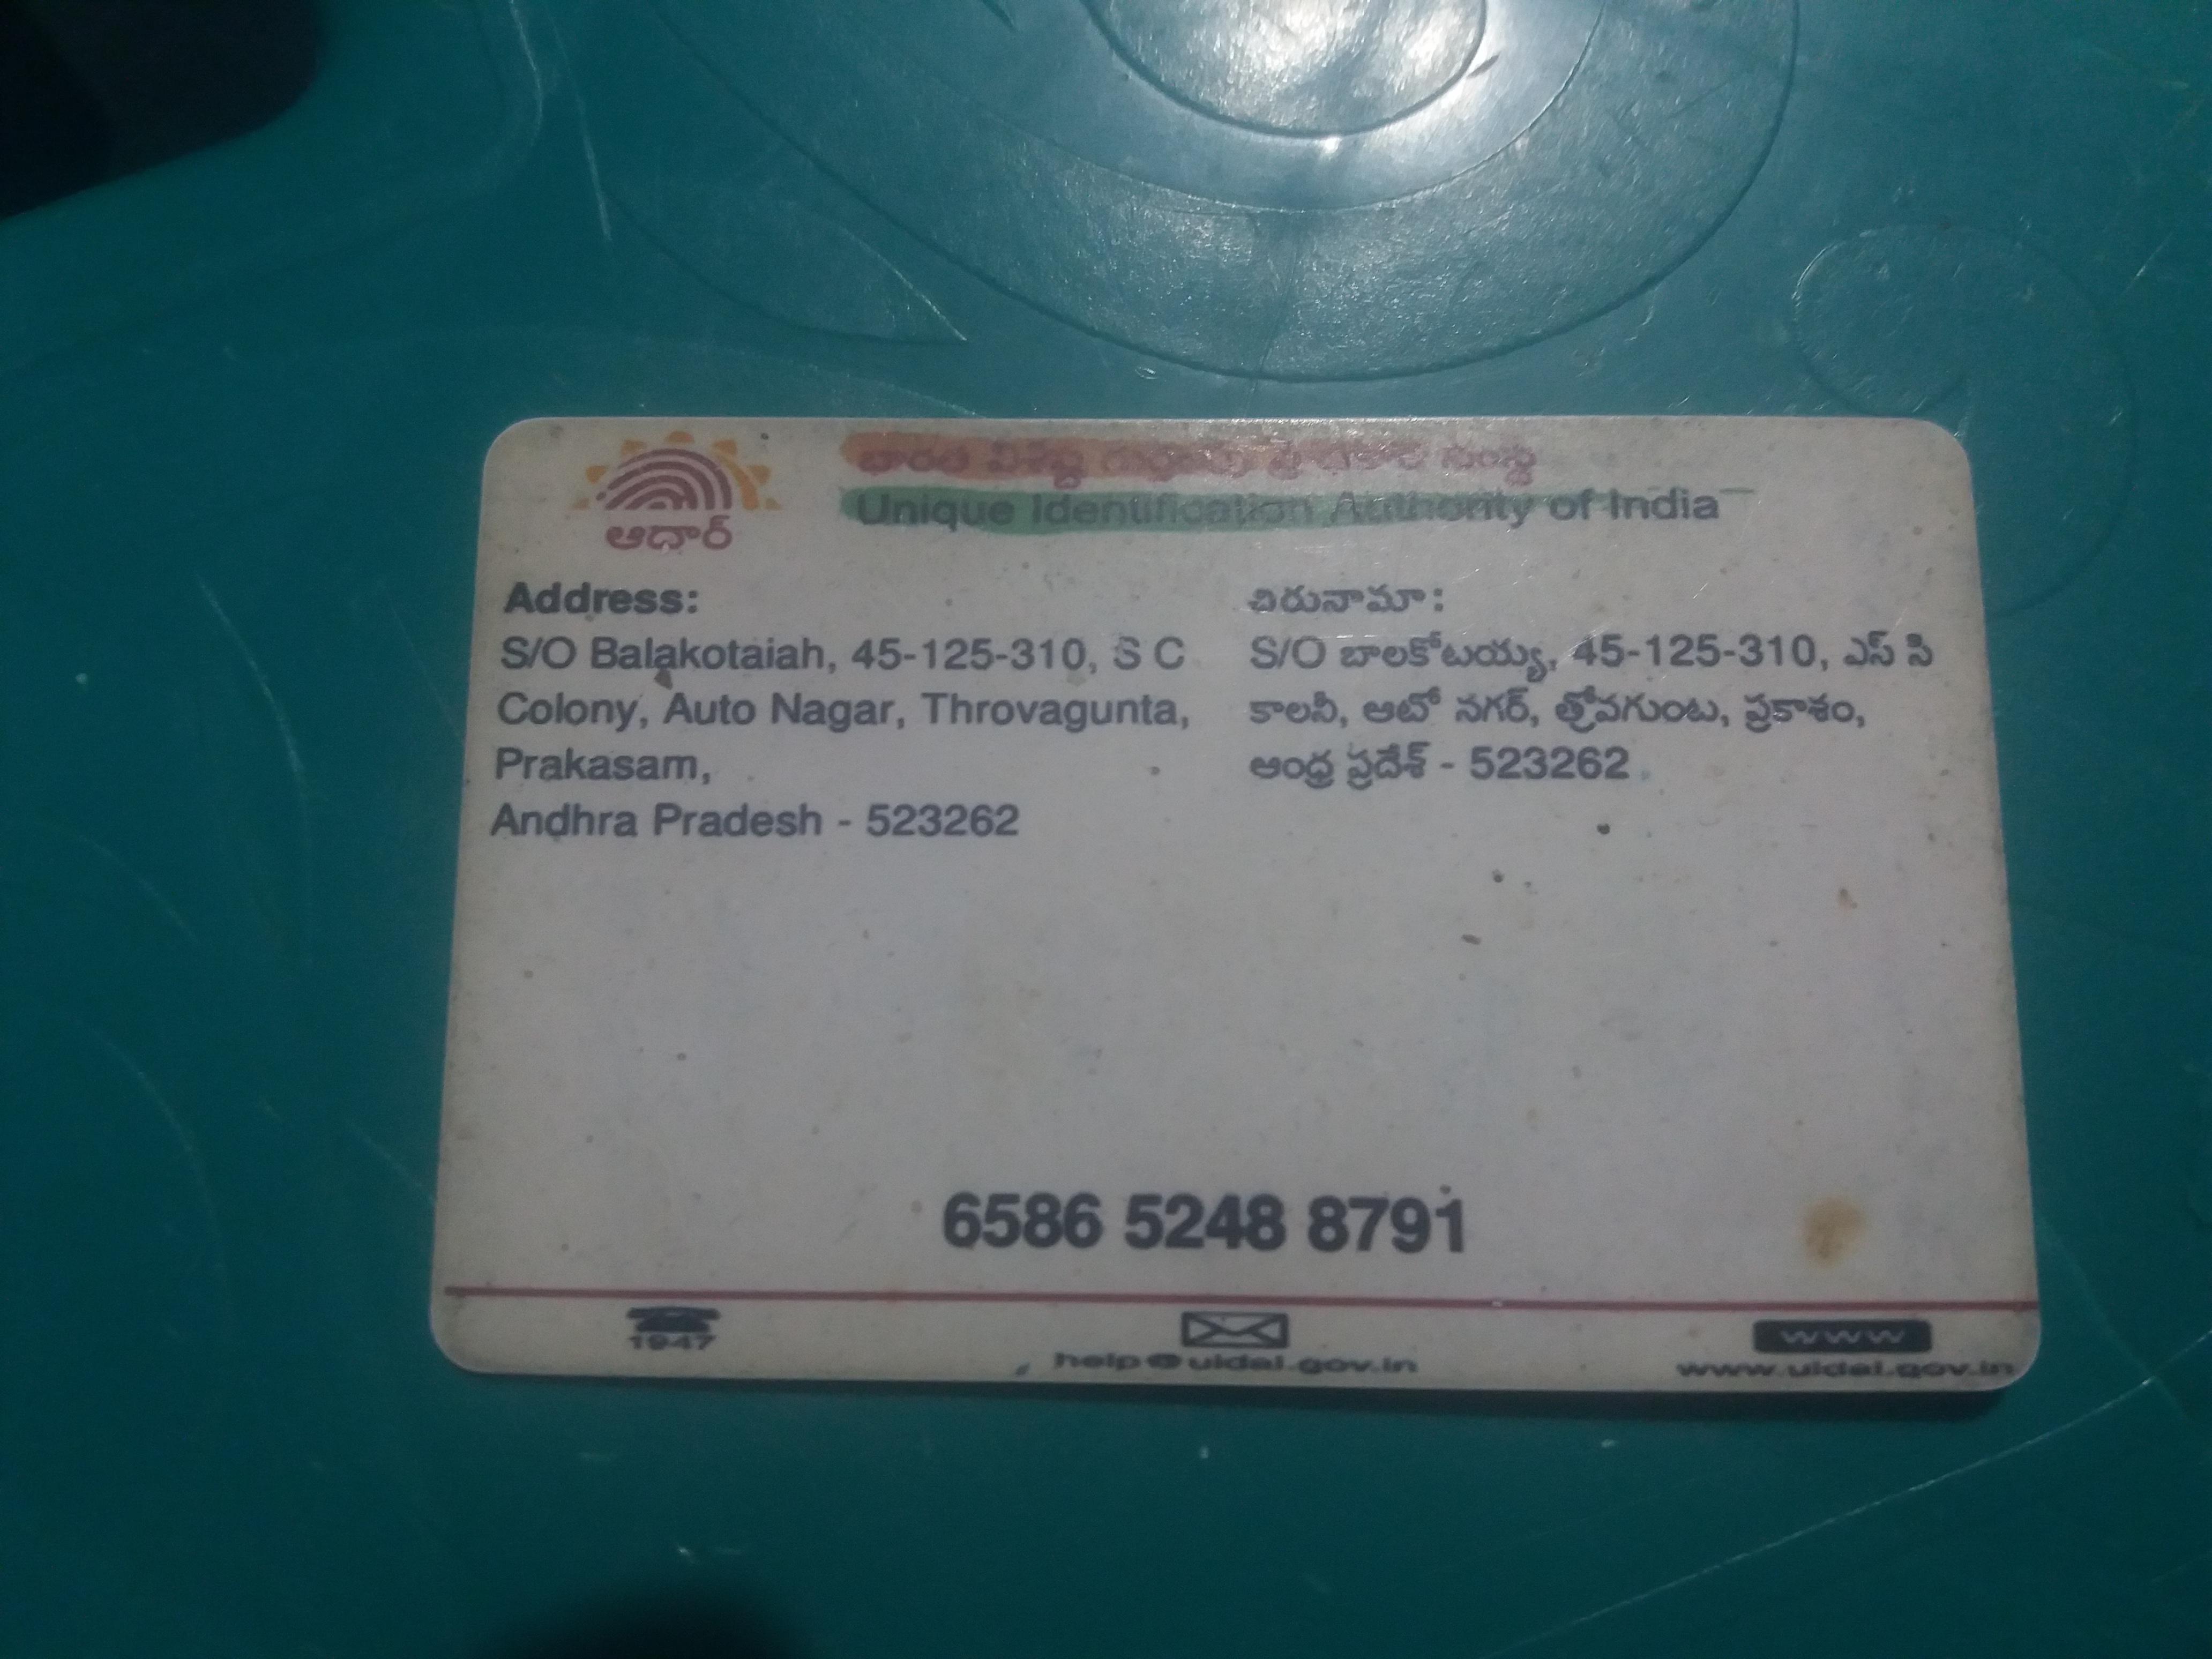 ఆధార్
భారత విశిష్ట గుర్తింపు ప్రాధికార సంస్థ
Unique Identification Authority of India
Address:
S/O Balakotaiah, 45-125-310, S C
Colony, Auto Nagar, Throvagunta,
Prakasam,
Andhra Pradesh - 523262
చిరునామా:
S/O బాలకోటయ్య, 45-125-310, ఎస్ సి
కాలనీ, ఆటో నగర్, త్రోవగుంట, ప్రకాశం,
ఆంధ్ర ప్రదేశ్ - 523262
6586 5248 8791
1947
help@uidai.gov.in
www
www.uidai.gov.in